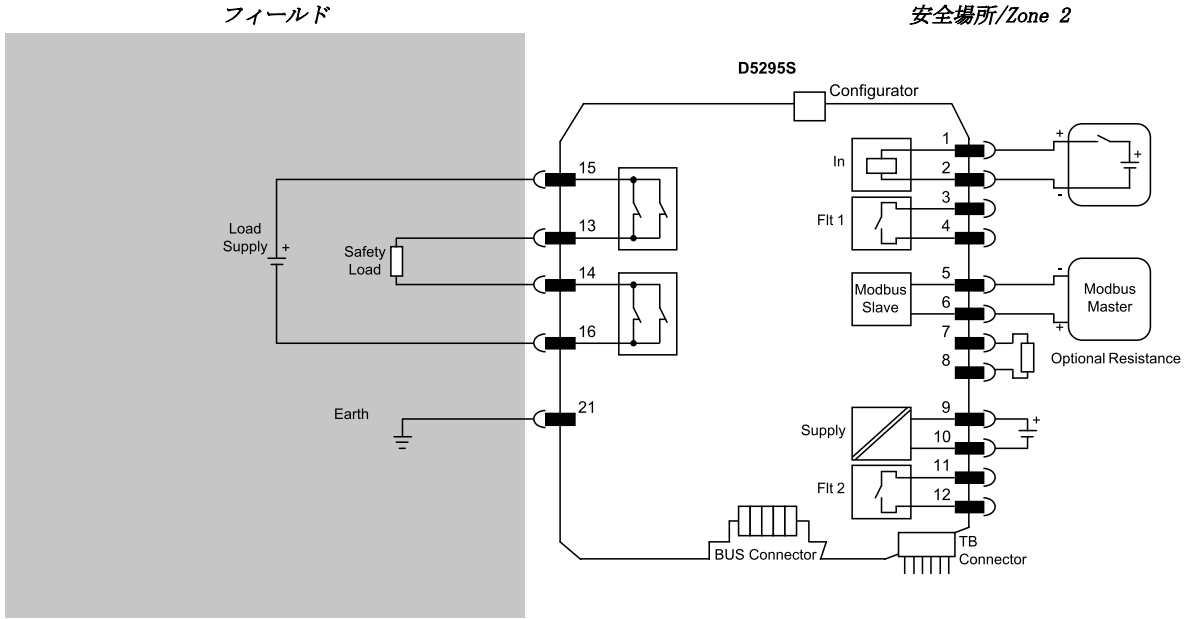 フィールド
安全場所/Zone 2
D5295S
Configurator
Load
Supply
+
Safety
Load
Earth
15
13
14
16
21
In
Flt 1
Modbus
Slave
Supply
Flt 2
1
2
3
4
5
6
7
8
9
10
11
12
+
-
+
-
+
Modbus
Master
Optional Resistance
+
BUS Connector
TB
Connector